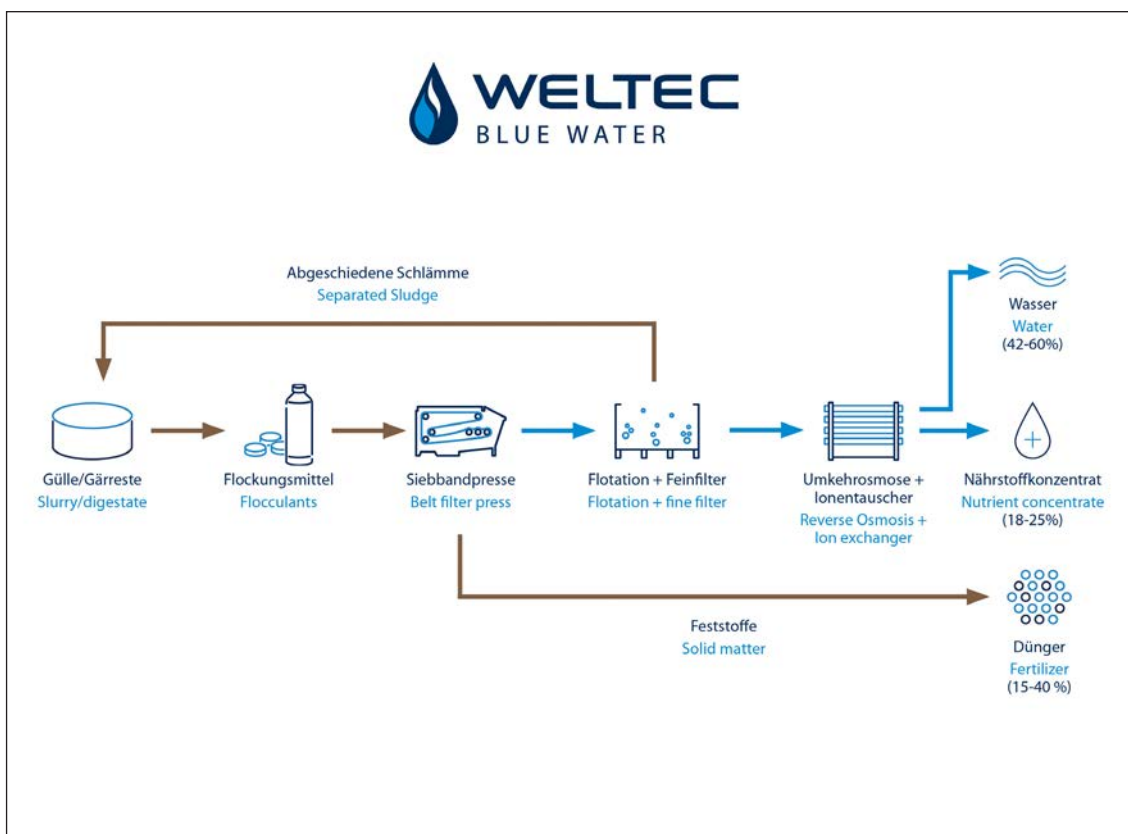 WELTEC
BLUE WATER
Abgeschiedene Schlämme
Separated Sludge
Wasser
Water
(42-60%)
Gülle/Gärreste
Slurry/digestate
Flockungsmittel
Flocculants
Siebbandpresse
Belt filter press
Flotation + Feinfilter
Flotation + fine filter
Umkehrosmose +
Ionentauscher
Reverse Osmosis +
Ion exchanger
Nährstoffkonzentrat
Nutrient concentrate
(18-25%)
Feststoffe
Solid matter
Dünger
Fertilizer
(15-40 %)